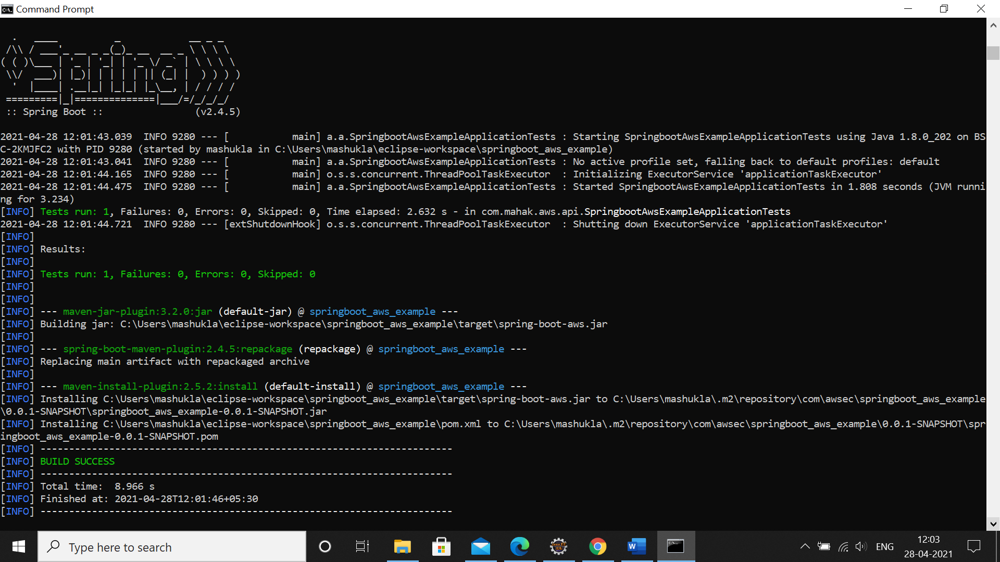 Command Prompt
  .   ____          _            __ _ _
 /\\ / ___'_ __ _ _(_)_ __  __ _ \ \ \ \
( ( )\___ | '_ | '_| | '_ \/ _` | \ \ \ \
 \\/  ___)| |_)| | | | | || (_| |  ) ) ) )
  '  |____| .__|_| |_|_| |_\__, | / / / /
 =========|_|==============|___/=/_/_/_/
 :: Spring Boot ::                (v2.4.5)
2021-04-28 12:01:43.039  INFO 9280 --- [           main] a.a.SpringbootAwsExampleApplicationTests : Starting SpringbootAwsExampleApplicationTests using Java 1.8.0_202 on BS
C-2KMJFC2 with PID 9280 (started by mashukla in C:\Users\mashukla\eclipse-workspace\springboot_aws_example)
2021-04-28 12:01:43.041  INFO 9280 --- [           main] a.a.SpringbootAwsExampleApplicationTests : No active profile set, falling back to default profiles: default
2021-04-28 12:01:44.165  INFO 9280 --- [           main] o.s.s.concurrent.ThreadPoolTaskExecutor  : Initializing ExecutorService 'applicationTaskExecutor'
2021-04-28 12:01:44.475  INFO 9280 --- [           main] a.a.SpringbootAwsExampleApplicationTests : Started SpringbootAwsExampleApplicationTests in 1.808 seconds (JVM runni
ng for 3.234)
[INFO] Tests run: 1, Failures: 0, Errors: 0, Skipped: 0, Time elapsed: 2.632 s - in com.mahak.aws.api.SpringbootAwsExampleApplicationTests
2021-04-28 12:01:44.721  INFO 9280 --- [extShutdownHook] o.s.s.concurrent.ThreadPoolTaskExecutor  : Shutting down ExecutorService 'applicationTaskExecutor'
[INFO]
[INFO] Results:
[INFO]
[INFO] Tests run: 1, Failures: 0, Errors: 0, Skipped: 0
[INFO]
[INFO]
[INFO] --- maven-jar-plugin:3.2.0:jar (default-jar) @ springboot_aws_example ---
[INFO] Building jar: C:\Users\mashukla\eclipse-workspace\springboot_aws_example\target\spring-boot-aws.jar
[INFO]
[INFO] --- spring-boot-maven-plugin:2.4.5:repackage (repackage) @ springboot_aws_example ---
[INFO] Replacing main artifact with repackaged archive
[INFO]
[INFO] --- maven-install-plugin:2.5.2:install (default-install) @ springboot_aws_example ---
[INFO] Installing C:\Users\mashukla\eclipse-workspace\springboot_aws_example\target\spring-boot-aws.jar to C:\Users\mashukla\.m2\repository\com\awsec\springboot_aws_example
\0.0.1-SNAPSHOT\springboot_aws_example-0.0.1-SNAPSHOT.jar
[INFO] Installing C:\Users\mashukla\eclipse-workspace\springboot_aws_example\pom.xml to C:\Users\mashukla\.m2\repository\com\awsec\springboot_aws_example\0.0.1-SNAPSHOT\spr
ingboot_aws_example-0.0.1-SNAPSHOT.pom
[INFO] ------------------------------------------------------------------------
[INFO] BUILD SUCCESS
[INFO] ------------------------------------------------------------------------
[INFO] Total time:  8.966 s
[INFO] Finished at: 2021-04-28T12:01:46+05:30
[INFO] ------------------------------------------------------------------------
Type here to search
Java EE
IDE
W
ENG
12:03
28-04-2021